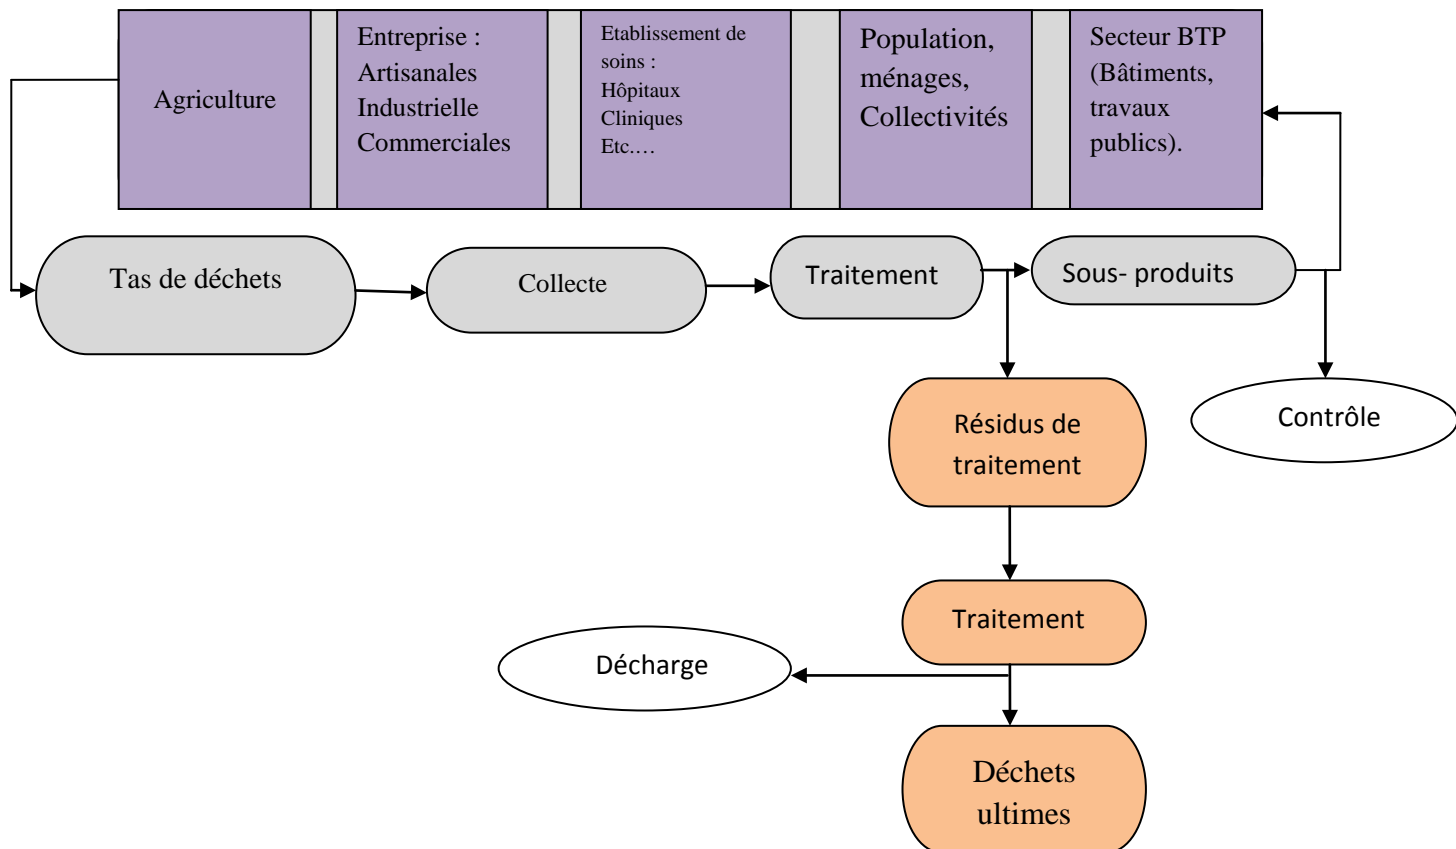 Agriculture
Entreprise :
Artisanales
Industrielle
Commerciales
Etablissement de
soins :
Hôpitaux
Cliniques
Etc.…
Population,
ménages,
Collectivités
Secteur BTP
(Bâtiments,
travaux
publics).
Tas de déchets
Collecte
Traitement
Sous- produits
Résidus de
traitement
Contrôle
Traitement
Décharge
Déchets
ultimes